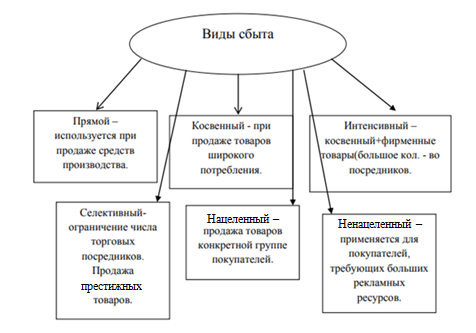 Виды сбыта
Прямой –
используется при
продаже средств
производства.
Косвенный - при
продаже товаров
широкого
потребления.
Интенсивный –
косвенный+фирменные
товары(большое кол. - во
посредников.
Селективный-
ограничение числа
торговых
посредников.
Продажа
престижных
товаров.
Нацеленный –
продажа товаров
конкретной группе
покупателей.
Ненацеленный –
применяется для
покупателей,
требующих больших
рекламных
ресурсов.